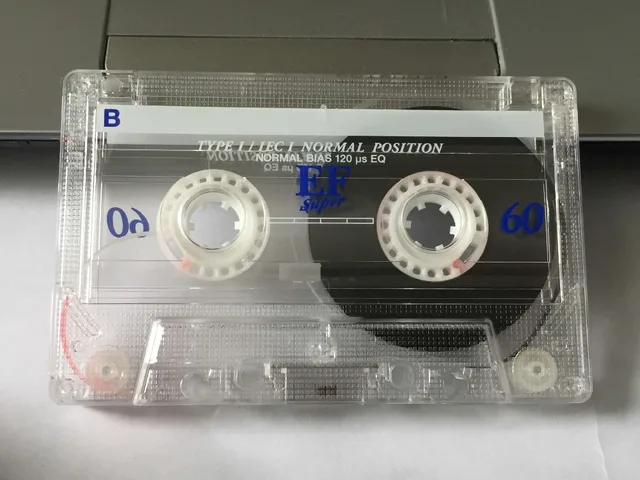 B
TYPE I / IEC I NORMAL POSITION
NORMAL BIAS 120 µs EQ
EF
Super
60
60